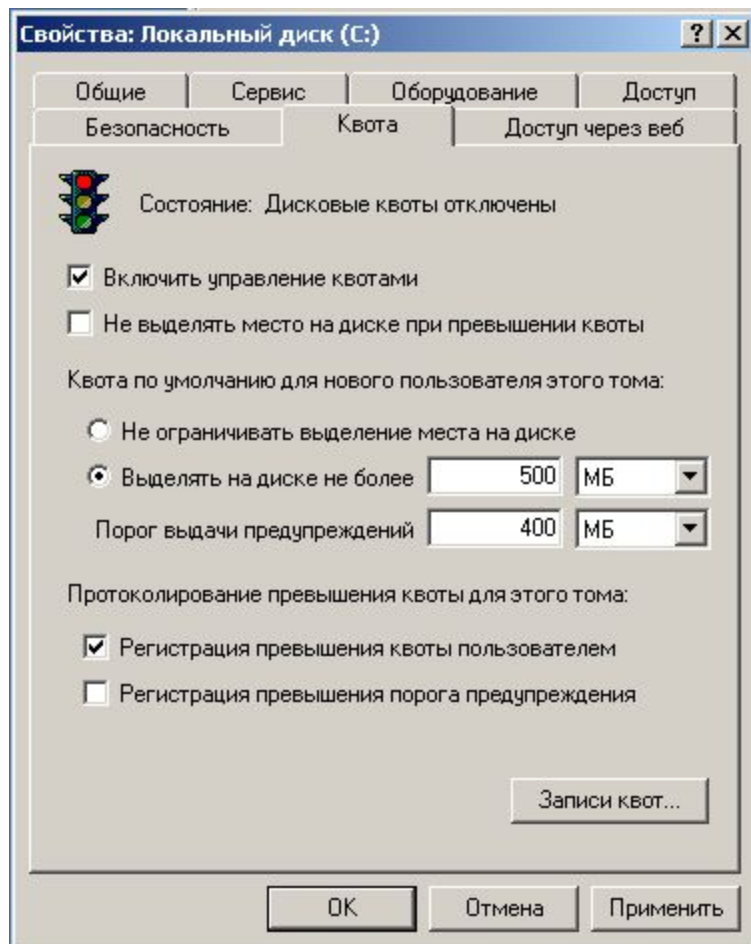 Свойства: Локальный диск (C:)
Общие Сервис Оборудование Доступ
Безопасность Квота Доступ через веб
Состояние: Дисковые квоты отключены
Включить управление квотами
Не выделять место на диске при превышении квоты
Квота по умолчанию для нового пользователя этого тома:
Не ограничивать выделение места на диске
Выделять на диске не более 500 МБ
Порог выдачи предупреждений 400 МБ
Протоколирование превышения квоты для этого тома:
Регистрация превышения квоты пользователем
Регистрация превышения порога предупреждения
Записи квот...
OK Отмена Применить